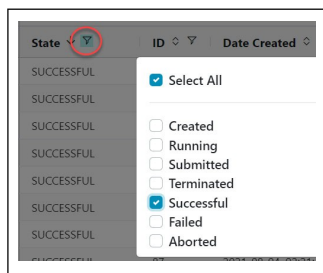 State ID Date Created
SUCCESSFUL
Select All
SUCCESSFUL
SUCCESSFUL
Created
Running
SUCCESSFUL
Submitted
SUCCESSFUL
Terminated
SUCCESSFUL
Successful
SUCCESSFUL
Failed
Aborted